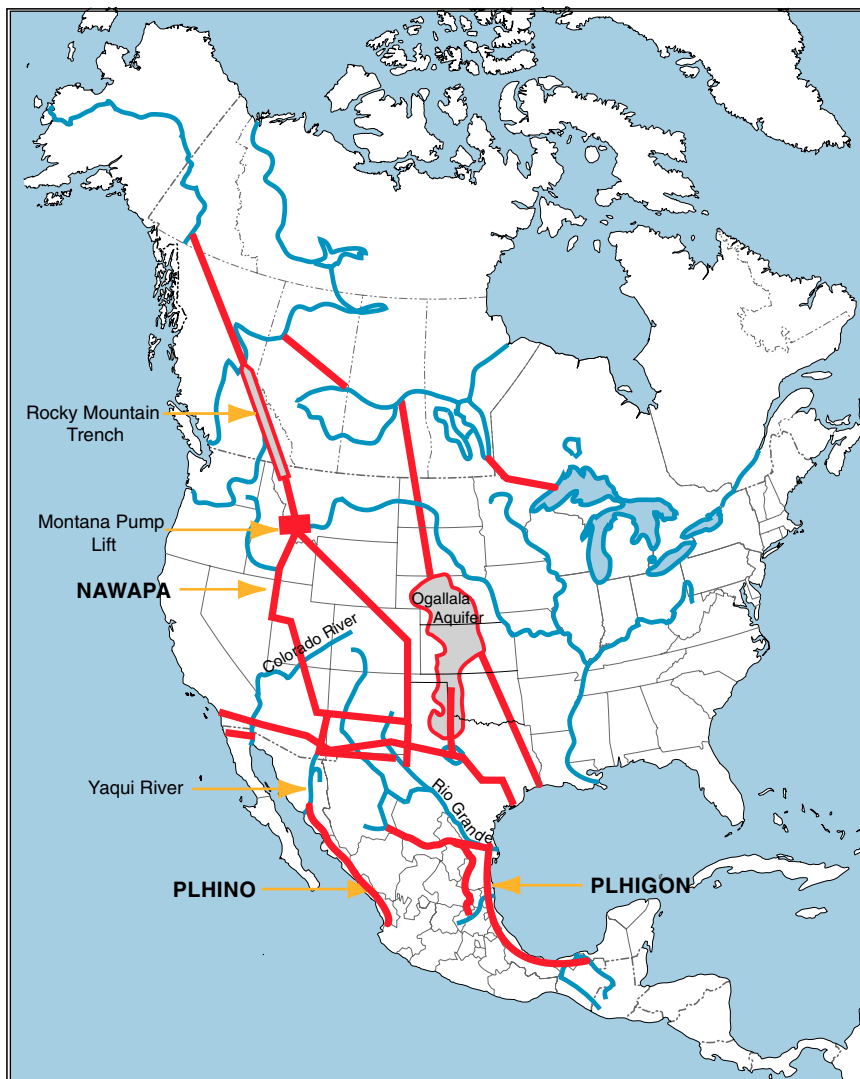 Rocky Mountain
Trench
Montana Pump
Lift
NAWAPA
Ogallala
Aquifer
Colorado River
Yaqui River
Rio Grande
PLHINO
PLHIGON